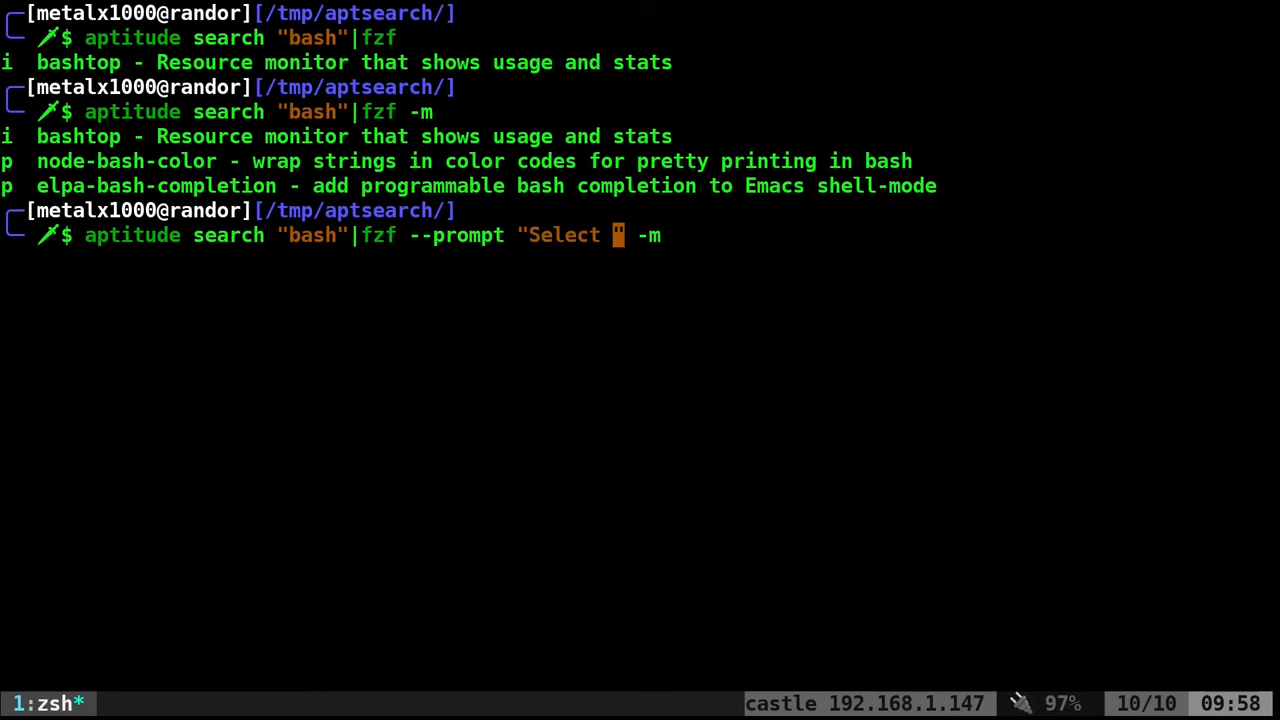 [metalx1000@randor][/tmp/aptsearch/]
$ aptitude search "bash"|fzf
i  bashtop - Resource monitor that shows usage and stats
[metalx1000@randor][/tmp/aptsearch/]
$ aptitude search "bash"|fzf -m
i  bashtop - Resource monitor that shows usage and stats
p  node-bash-color - wrap strings in color codes for pretty printing in bash
p  elpa-bash-completion - add programmable bash completion to Emacs shell-mode
[metalx1000@randor][/tmp/aptsearch/]
$ aptitude search "bash"|fzf --prompt "Select " -m
1:zsh* castle 192.168.1.147 97% 10/10 09:58